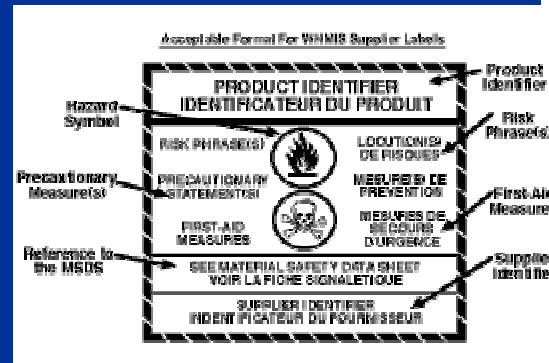 Acceptable Format For WHMIS Supplier Labels
Product
Identifier
PRODUCT IDENTIFIER
IDENTIFICATEUR DU PRODUIT
Hazard
Symbol
Risk
Phrase(s)
RISK PHRASE(S)
LOCUTION(S)
DE RISQUES
Precautionary
Measure(s)
PRECAUTIONARY
STATEMENT(S)
MESURE(S) DE
PREVENTION
First-Aid
Measure
FIRST-AID
MEASURES
MESURES DE
SECOURS
D'URGENCE
Reference to
the MSDS
SEE MATERIAL SAFETY DATA SHEET
VOIR LA FICHE SIGNALETIQUE
Supplie
Identifie
SUPPLIER IDENTIFIER
INDENTIFICATEUR DU FOURNISSEUR